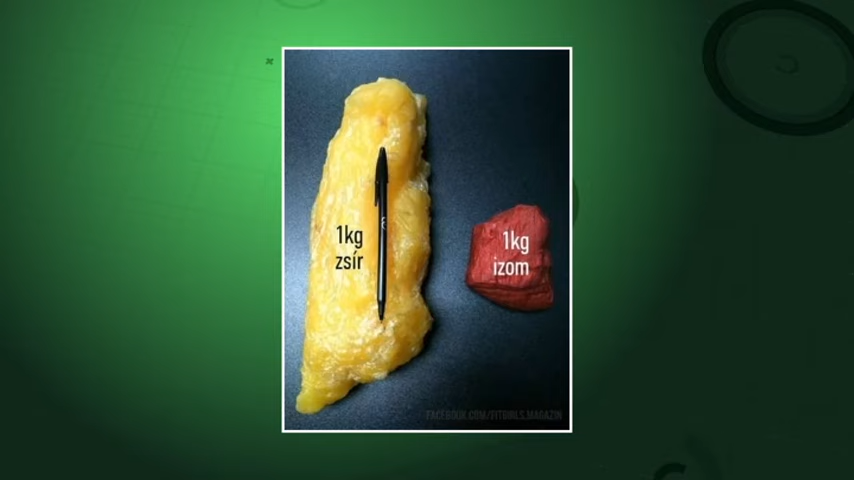 1kg
zsír
1kg
izom
FACEBOOK.COM/FITGIRLS.MAGAZIN